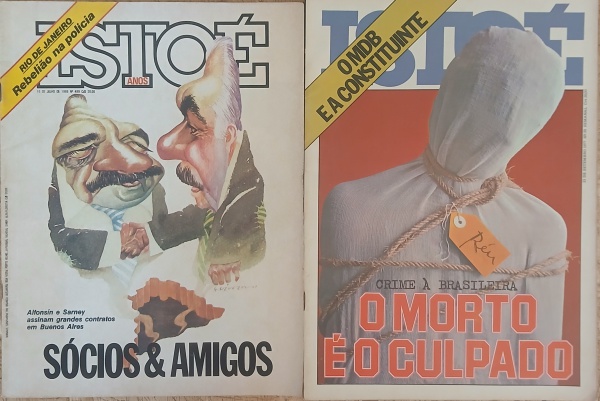 RIO DE JANEIRO
Rebelião na polícia
ISTOÉ
ANOS
Alfonsín e Sarney
assinam grandes contratos
em Buenos Aires
SÓCIOS & AMIGOS
O MDB
E A CONSTITUINTE
ISTOÉ
Réu
CRIME À BRASILEIRA
O MORTO
É O CULPADO